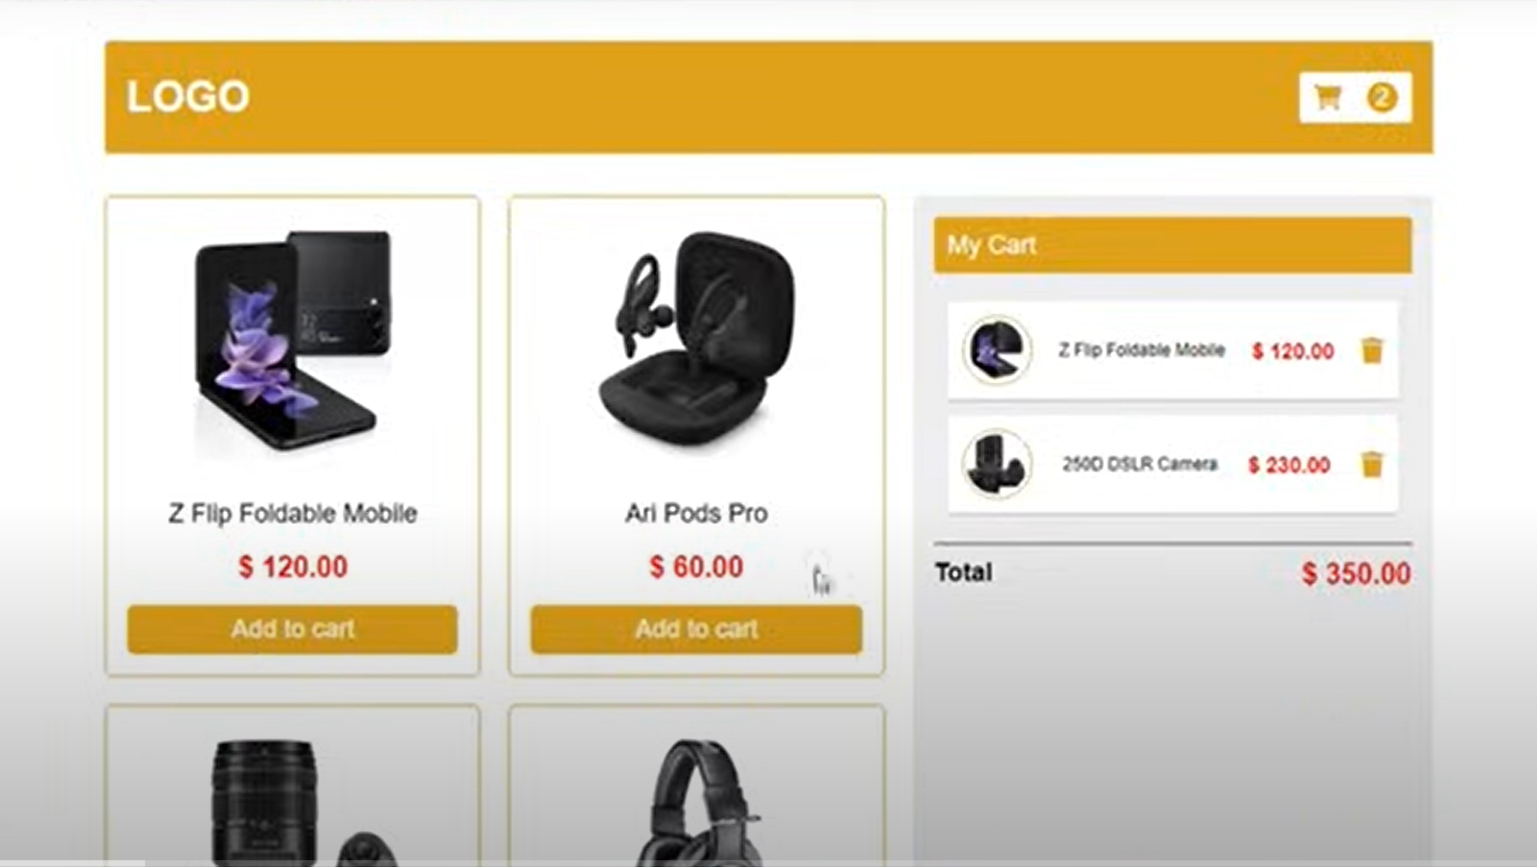 LOGO
2
Z Flip Foldable Mobile
$ 120.00
Add to cart
Ari Pods Pro
$ 60.00
Add to cart
My Cart
Z Flip Foldable Mobile $ 120.00
250D DSLR Camera $ 230.00
Total $ 350.00